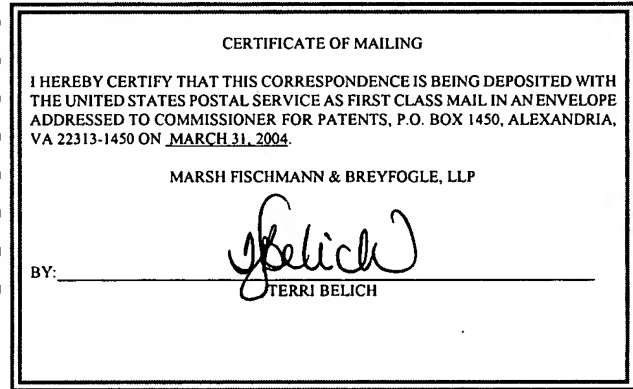 CERTIFICATE OF MAILING
I HEREBY CERTIFY THAT THIS CORRESPONDENCE IS BEING DEPOSITED WITH
THE UNITED STATES POSTAL SERVICE AS FIRST CLASS MAIL IN AN ENVELOPE
ADDRESSED TO COMMISSIONER FOR PATENTS, P.O. BOX 1450, ALEXANDRIA,
VA 22313-1450 ON MARCH 31, 2004.
MARSH FISCHMANN & BREYFOGLE, LLP
BY: TBelich
TERRI BELICH